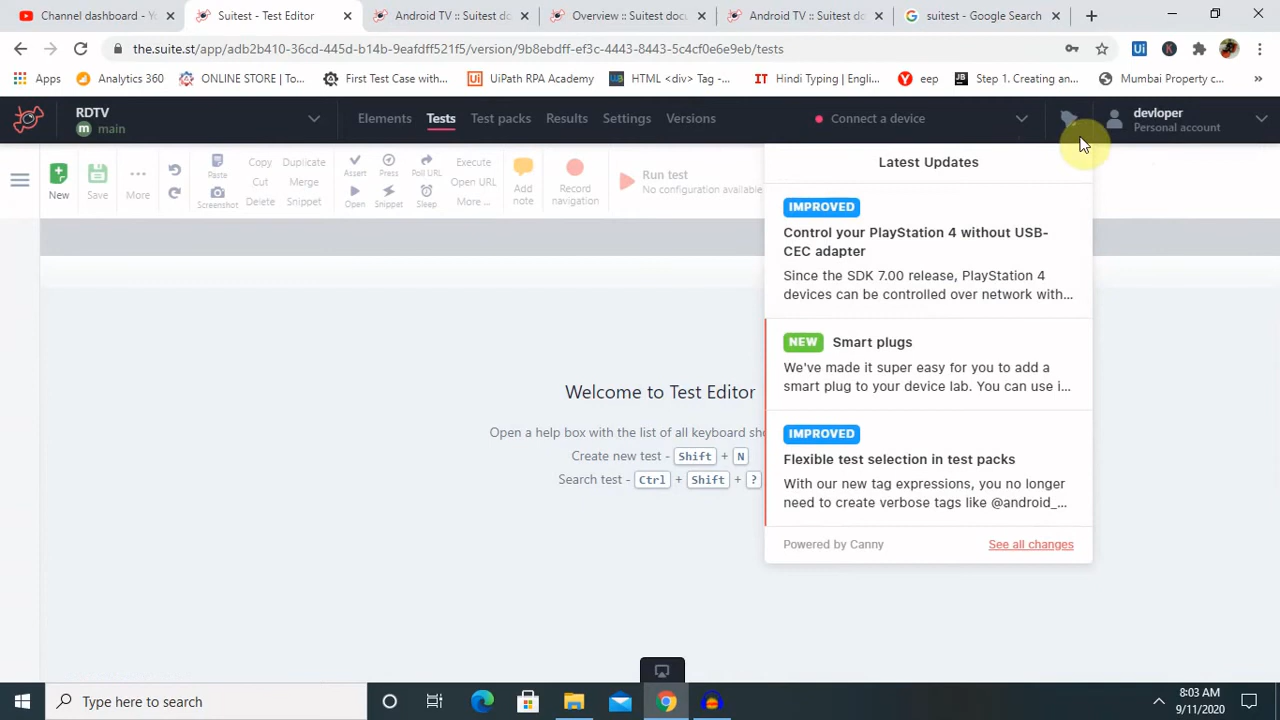 Channel dashboard - Yo
Suitest - Test Editor
Android TV :: Suitest do
Overview :: Suitest docu
Android TV :: Suitest do
suitest - Google Search
the.suite.st/app/adb2b410-36cd-445d-b14b-9eafdff521f5/version/9b8ebdff-ef3c-4443-8443-5c4cf0e6e9eb/tests
Apps
Analytics 360
ONLINE STORE | To...
First Test Case with...
UiPath RPA Academy
HTML <div> Tag -...
Hindi Typing | Engli...
eep
Step 1. Creating an...
Mumbai Property c...
RDTV
main
Elements
Tests
Test packs
Results
Settings
Versions
Connect a device
devloper
Personal account
New
Save
More
Paste
Screenshot
Copy
Cut
Delete
Duplicate
Merge
Snippet
Assert
Open
Press
Snippet
Poll URL
Sleep
Execute
Open URL
More ...
Add note
Record navigation
Run test
No configuration available
Latest Updates
IMPROVED
Control your PlayStation 4 without USB-
CEC adapter
Since the SDK 7.00 release, PlayStation 4
devices can be controlled over network with...
NEW Smart plugs
We've made it super easy for you to add a
smart plug to your device lab. You can use i...
IMPROVED
Flexible test selection in test packs
With our new tag expressions, you no longer
need to create verbose tags like @android_...
Powered by Canny
See all changes
Welcome to Test Editor
Open a help box with the list of all keyboard sho
Create new test - Shift + N
Search test - Ctrl + Shift + ?
Type here to search
8:03 AM
9/11/2020